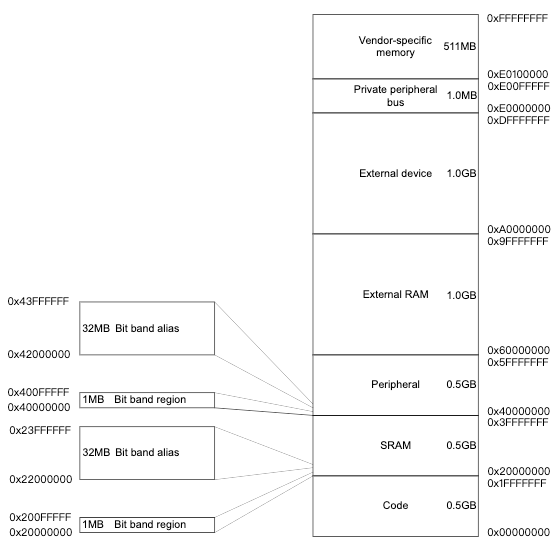 0xFFFFFFFF
Vendor-specific
memory
511MB
0xE0100000
0xE00FFFFF
Private peripheral
bus
1.0MB
0xE0000000
0xDFFFFFFF
External device
1.0GB
0xA0000000
0x9FFFFFFF
External RAM
1.0GB
0x60000000
0x5FFFFFFF
Peripheral
0.5GB
0x40000000
0x3FFFFFFF
SRAM
0.5GB
0x20000000
0x1FFFFFFF
Code
0.5GB
0x00000000
0x43FFFFFF
32MB Bit band alias
0x42000000
0x400FFFFF
1MB Bit band region
0x40000000
0x23FFFFFF
32MB Bit band alias
0x22000000
0x200FFFFF
1MB Bit band region
0x20000000